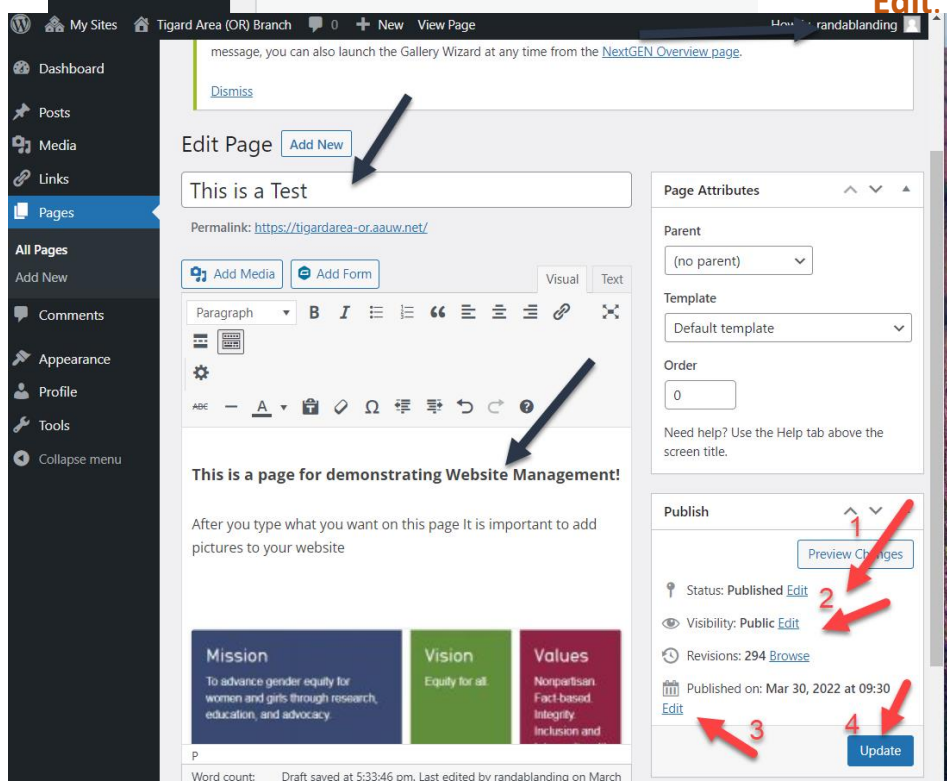 Edit.
My Sites Tigard Area (OR) Branch 0 + New View Page randablanding
message, you can also launch the Gallery Wizard at any time from the NextGEN Overview page.
Dismiss
Dashboard
Posts
Media
Links
Pages
All Pages
Add New
Comments
Appearance
Profile
Tools
Collapse menu
Edit Page Add New
This is a Test
Permalink: https://tigardarea-or.aauw.net/
Add Media Add Form
Visual Text
Paragraph B I
ABC A Ω
This is a page for demonstrating Website Management!
After you type what you want on this page It is important to add
pictures to your website
Mission
To advance gender equity for
women and girls through research,
education, and advocacy.
Vision
Equity for all.
Values
Nonpartisan.
Fact-based.
Integrity.
Inclusion and
P
Word count: Draft saved at 5:33:46 pm. Last edited by randablanding on March
Page Attributes
Parent
(no parent)
Template
Default template
Order
0
Need help? Use the Help tab above the
screen title.
Publish
1
Preview Changes
Status: Published Edit
2
Visibility: Public Edit
Revisions: 294 Browse
Published on: Mar 30, 2022 at 09:30
Edit
3
4
Update